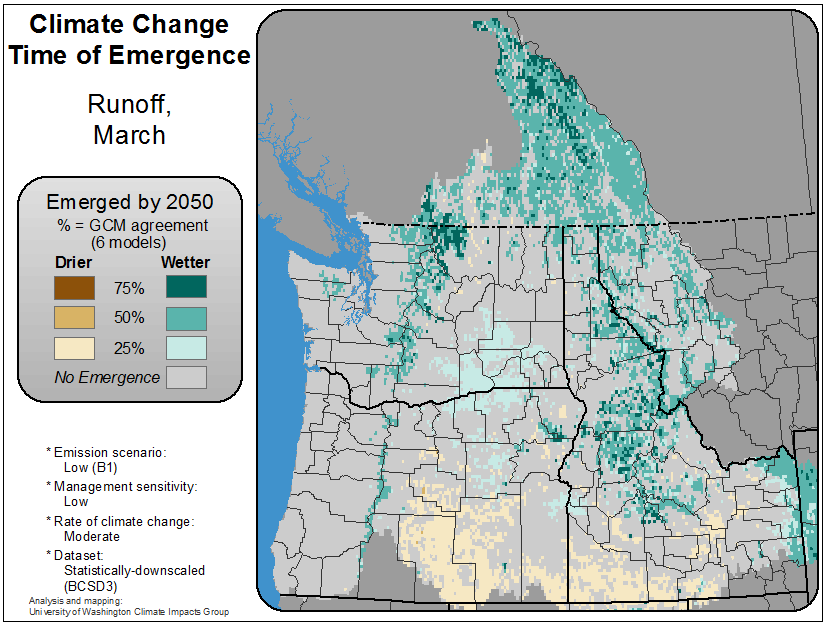 Climate Change
Time of Emergence
Runoff,
March
Emerged by 2050
% = GCM agreement
(6 models)
Drier Wetter
75%
50%
25%
No Emergence
* Emission scenario:
Low (B1)
* Management sensitivity:
Low
* Rate of climate change:
Moderate
* Dataset:
Statistically-downscaled
(BCSD3)
Analysis and mapping:
University of Washington Climate Impacts Group